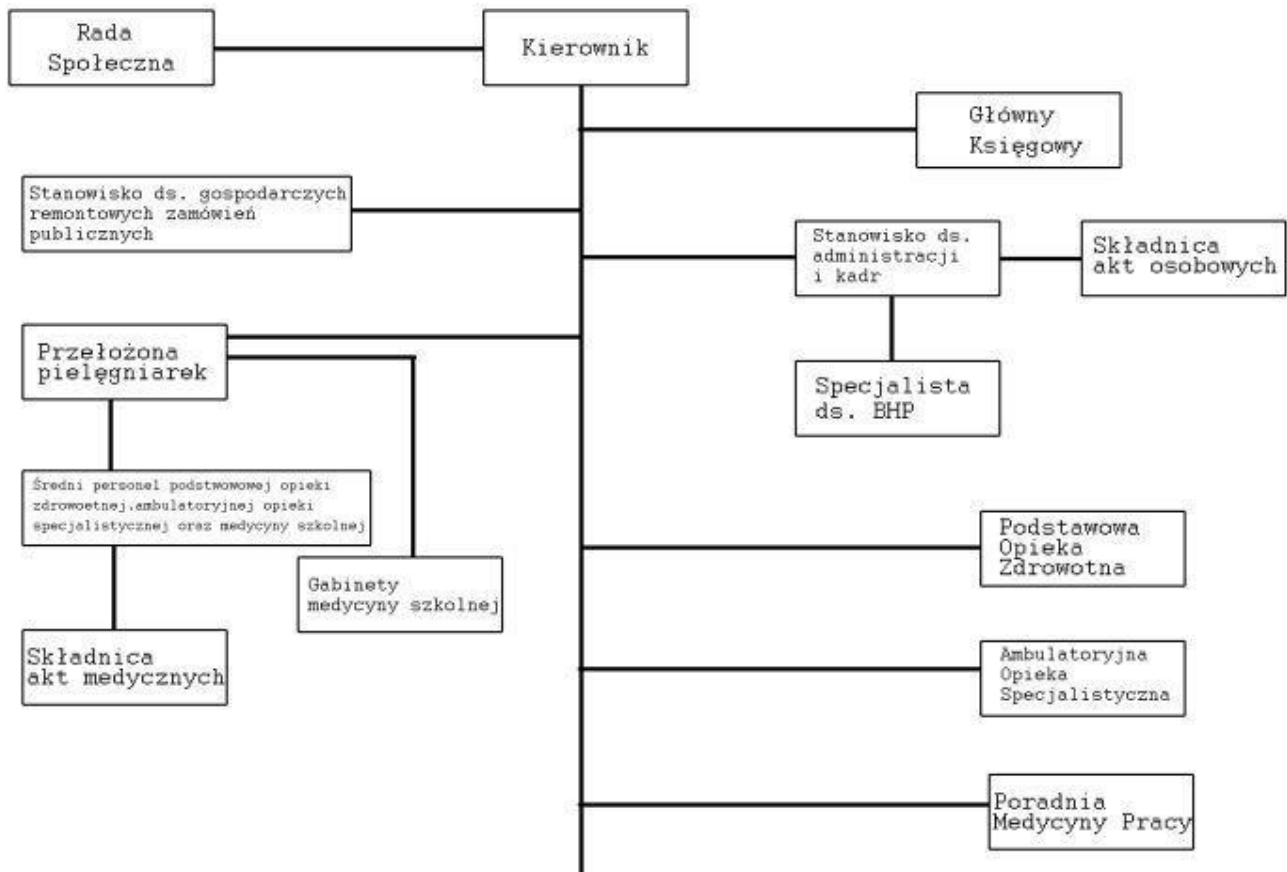 Rada
Społeczna
Kierownik
Główny
Księgowy
Stanowisko ds. gospodarczych
remontowych zamówień
publicznych
Stanowisko ds.
administracji
i kadr
Składnica
akt osobowych
Przełożona
pielęgniarek
Specjalista
ds. BHP
Średni personel podstwowowej opieki
zdrowoetnej.ambulatoryjnej opieki
specjalistycznej oraz medycyny szkolnej
Podstawowa
Opieka
Zdrowotna
Gabinety
medycyny szkolnej
Składnica
akt medycznych
Ambulatoryjna
Opieka
Specjalistyczna
Poradnia
Medycyny Pracy